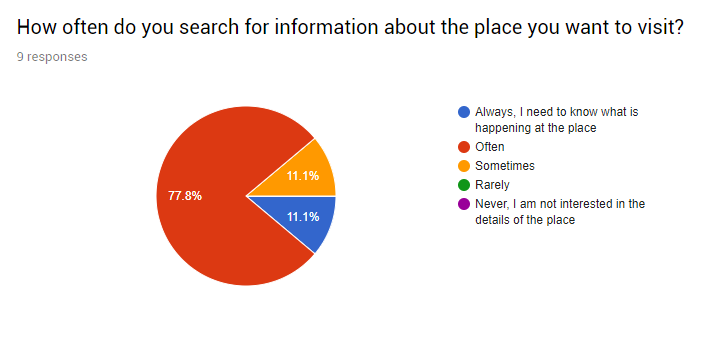 How often do you search for information about the place you want to visit?
9 responses
77.8%
11.1%
11.1%
Always, I need to know what is
happening at the place
Often
Sometimes
Rarely
Never, I am not interested in the
details of the place